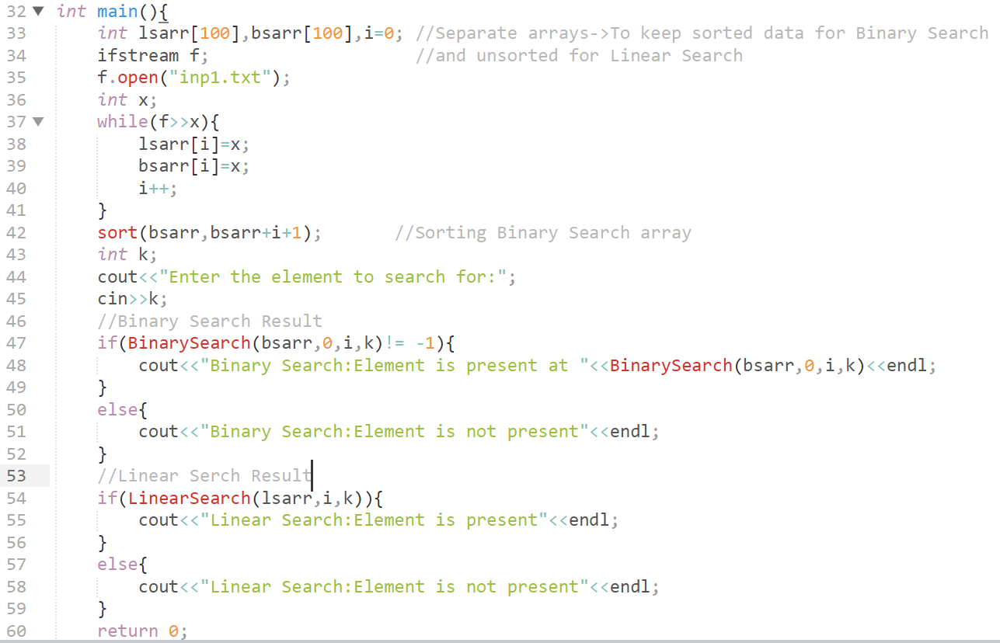 32 int main(){
33 int lsarr[100],bsarr[100],i=0; //Separate arrays->To keep sorted data for Binary Search
34 ifstream f; //and unsorted for Linear Search
35 f.open("inp1.txt");
36 int x;
37 while(f>>x){
38 lsarr[i]=x;
39 bsarr[i]=x;
40 i++;
41 }
42 sort(bsarr,bsarr+i+1); //Sorting Binary Search array
43 int k;
44 cout<<"Enter the element to search for:";
45 cin>>k;
46 //Binary Search Result
47 if(BinarySearch(bsarr,0,i,k)!= -1){
48 cout<<"Binary Search:Element is present at "<<BinarySearch(bsarr,0,i,k)<<endl;
49 }
50 else{
51 cout<<"Binary Search:Element is not present"<<endl;
52 }
53 //Linear Serch Result
54 if(LinearSearch(lsarr,i,k)){
55 cout<<"Linear Search:Element is present"<<endl;
56 }
57 else{
58 cout<<"Linear Search:Element is not present"<<endl;
59 }
60 return 0;